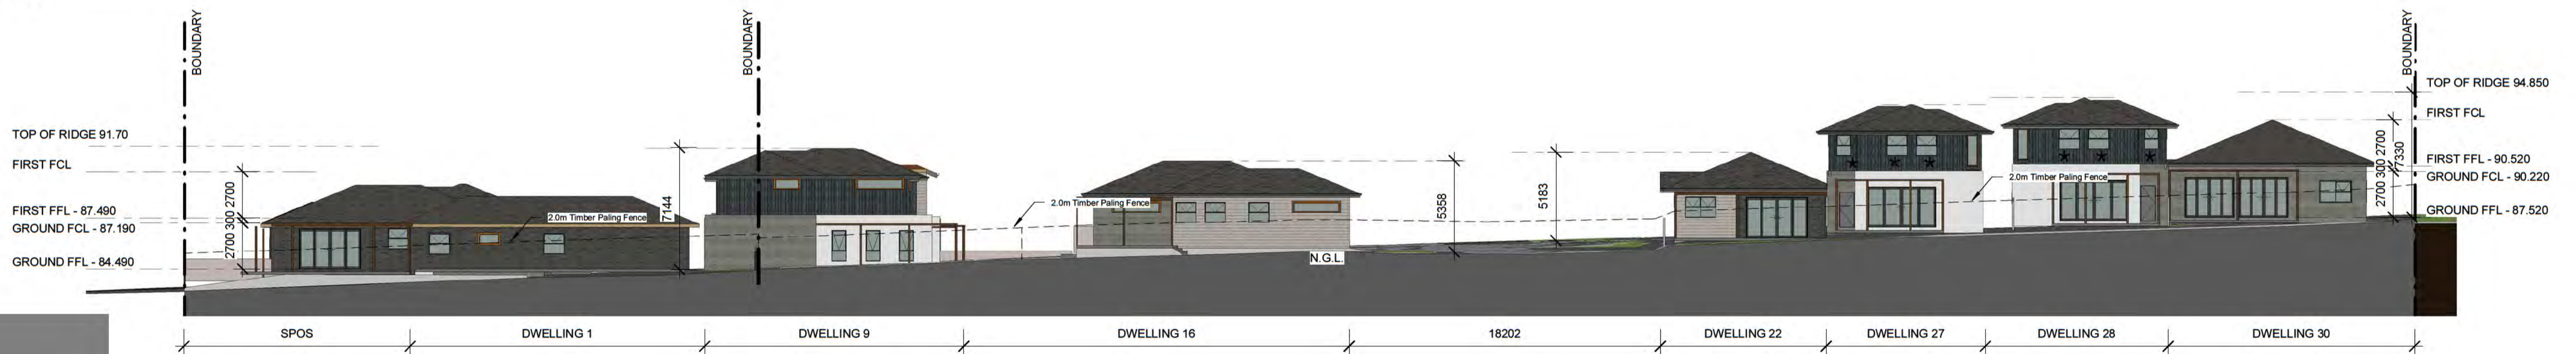 BOUNDARY
BOUNDARY
BOUNDARY
TOP OF RIDGE 91.70
FIRST FCL
FIRST FFL - 87.490
GROUND FCL - 87.190
GROUND FFL - 84.490
2700 300 2700
2.0m Timber Paling Fence
7144
2.0m Timber Paling Fence
5358
5183
N.G.L.
2.0m Timber Paling Fence
2700 300 2700
7330
TOP OF RIDGE 94.850
FIRST FCL
FIRST FFL - 90.520
GROUND FCL - 90.220
GROUND FFL - 87.520
SPOS
DWELLING 1
DWELLING 9
DWELLING 16
18202
DWELLING 22
DWELLING 27
DWELLING 28
DWELLING 30